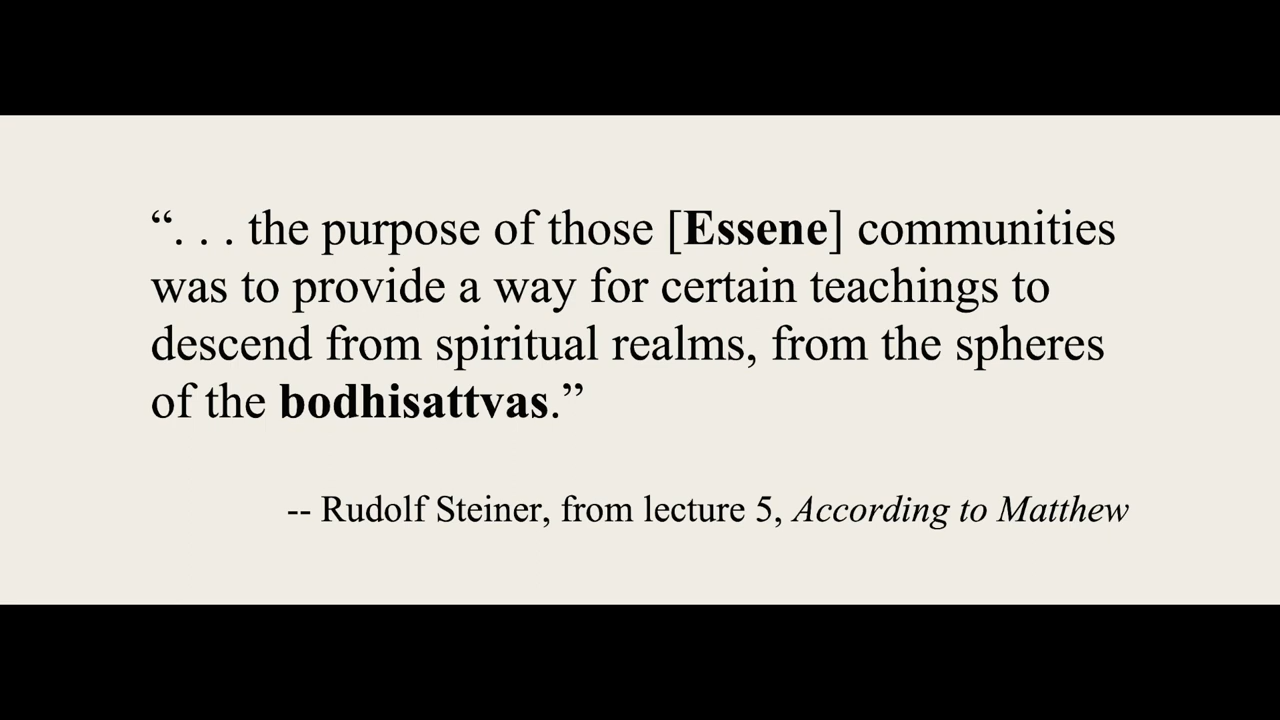 “. . . the purpose of those [Essene] communities
was to provide a way for certain teachings to
descend from spiritual realms, from the spheres
of the bodhisattvas.”
-- Rudolf Steiner, from lecture 5, According to Matthew